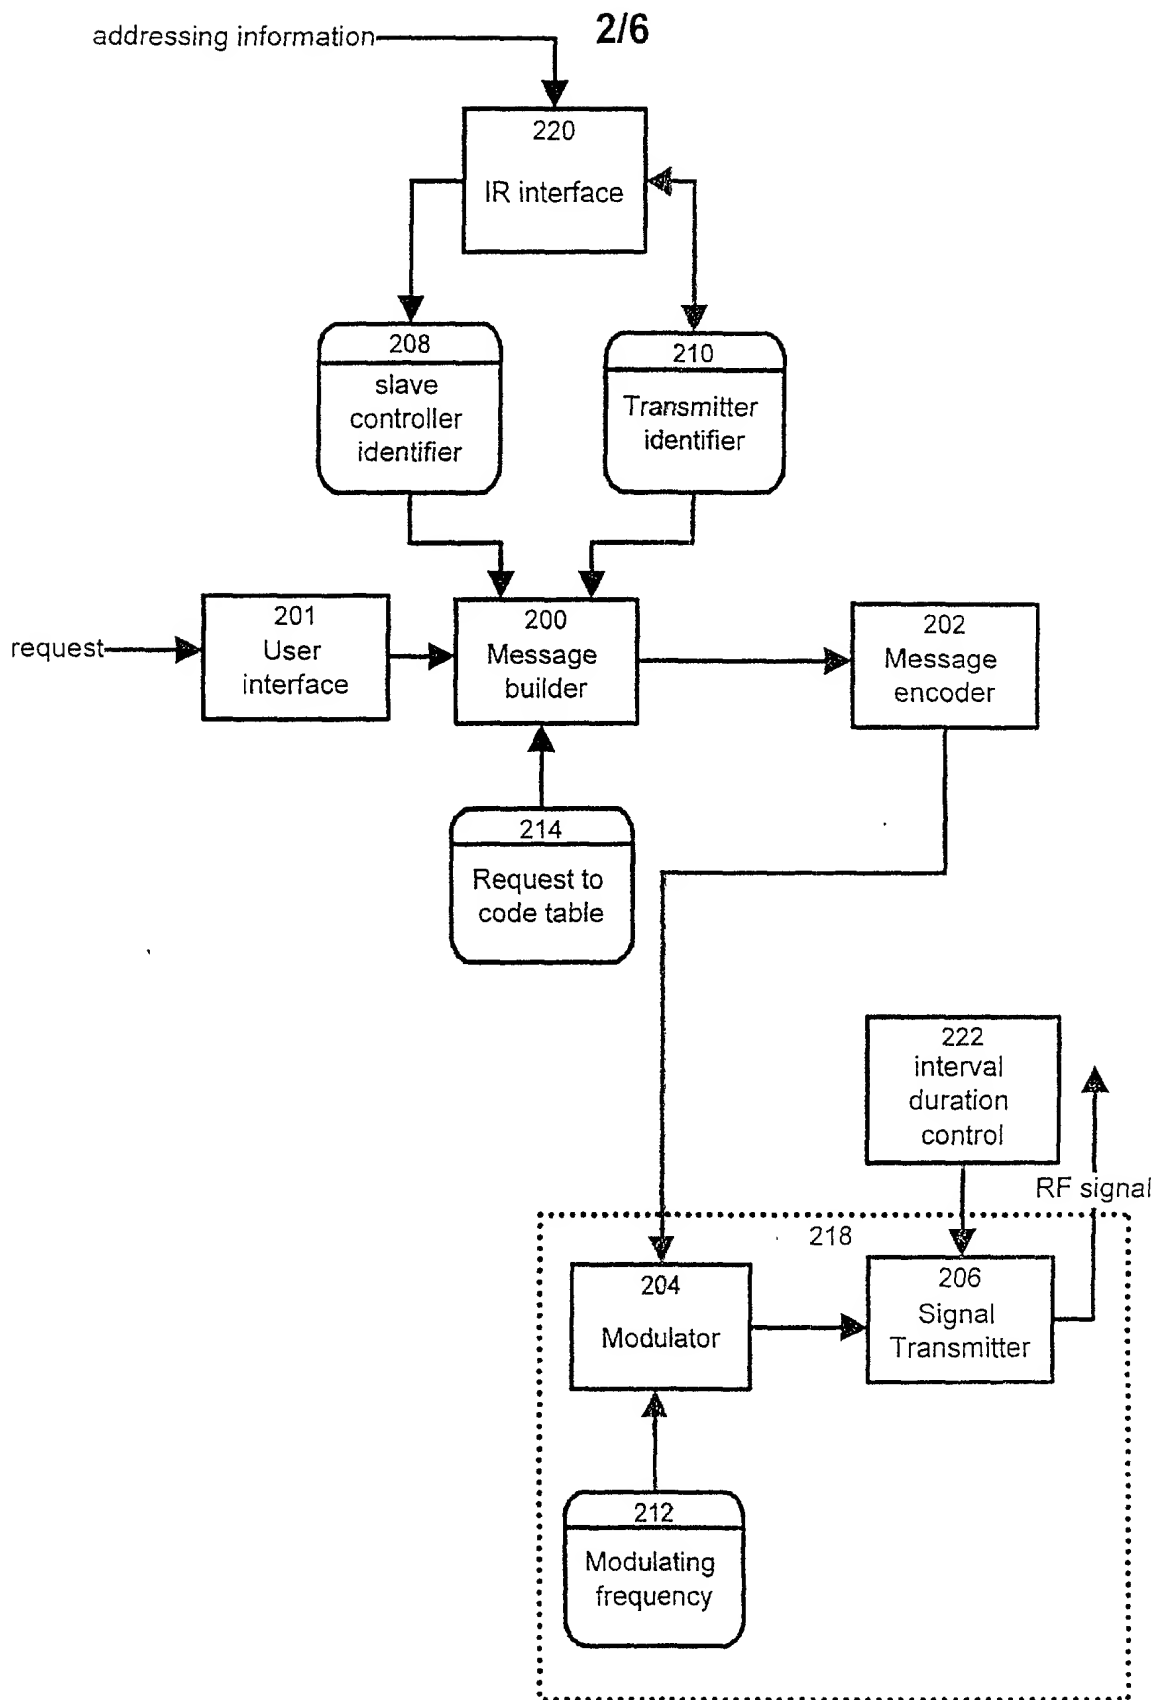 2/6
addressing information
220
IR interface
208
slave
controller
identifier
210
Transmitter
identifier
request
201
User
interface
200
Message
builder
202
Message
encoder
214
Request to
code table
222
interval
duration
control
RF signal
218
204
Modulator
206
Signal
Transmitter
212
Modulating
frequency